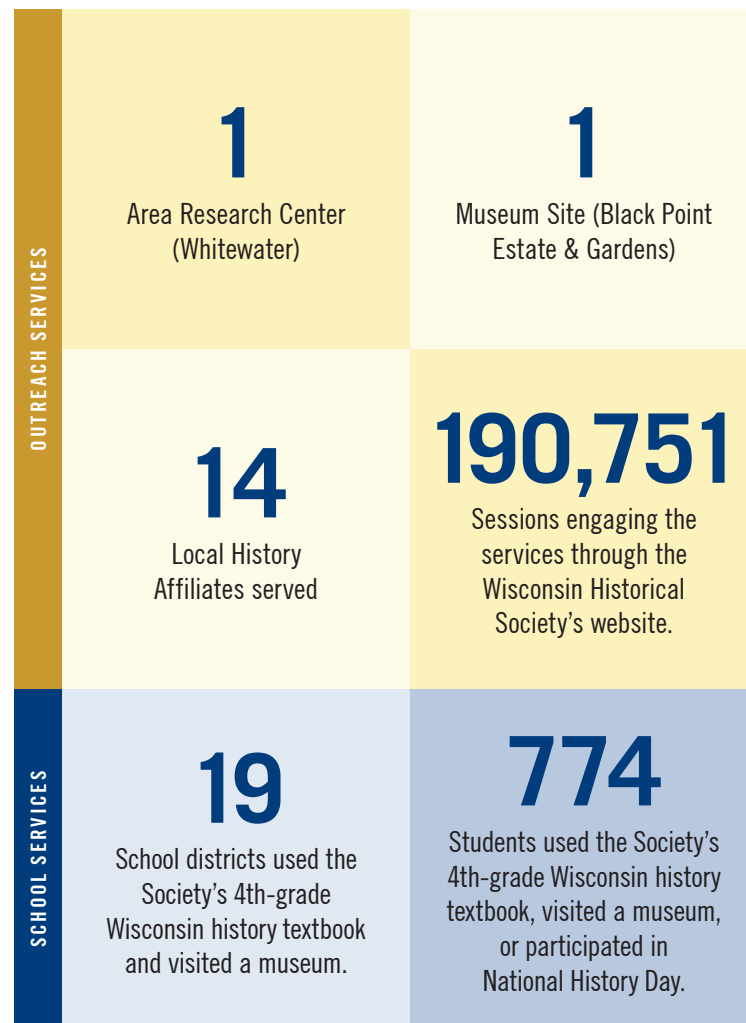 OUTREACH SERVICES
1
Area Research Center
(Whitewater)
1
Museum Site (Black Point
Estate & Gardens)
14
Local History
Affiliates served
190,751
Sessions engaging the
services through the
Wisconsin Historical
Society’s website.
SCHOOL SERVICES
19
School districts used the
Society’s 4th-grade
Wisconsin history textbook
and visited a museum.
774
Students used the Society’s
4th-grade Wisconsin history
textbook, visited a museum,
or participated in
National History Day.